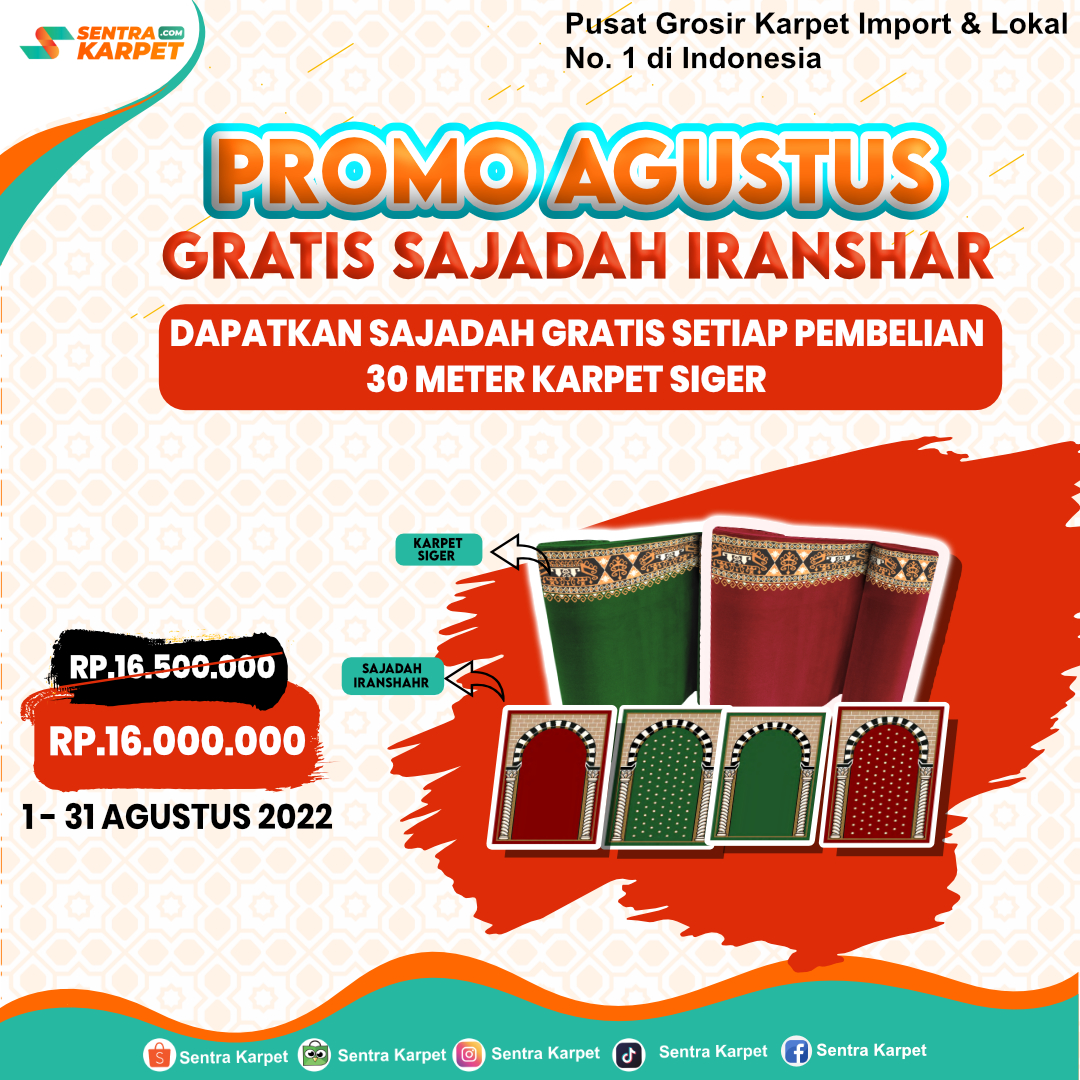 SENTRA.COM
KARPET
Pusat Grosir Karpet Import & Lokal
No. 1 di Indonesia
PROMO AGUSTUS
GRATIS SAJADAH IRANSHAR
DAPATKAN SAJADAH GRATIS SETIAP PEMBELIAN
30 METER KARPET SIGER
KARPET
SIGER
SAJADAH
IRANSHAHR
RP.16.500.000
RP.16.000.000
1 - 31 AGUSTUS 2022
Sentra Karpet Sentra Karpet Sentra Karpet Sentra Karpet Sentra Karpet